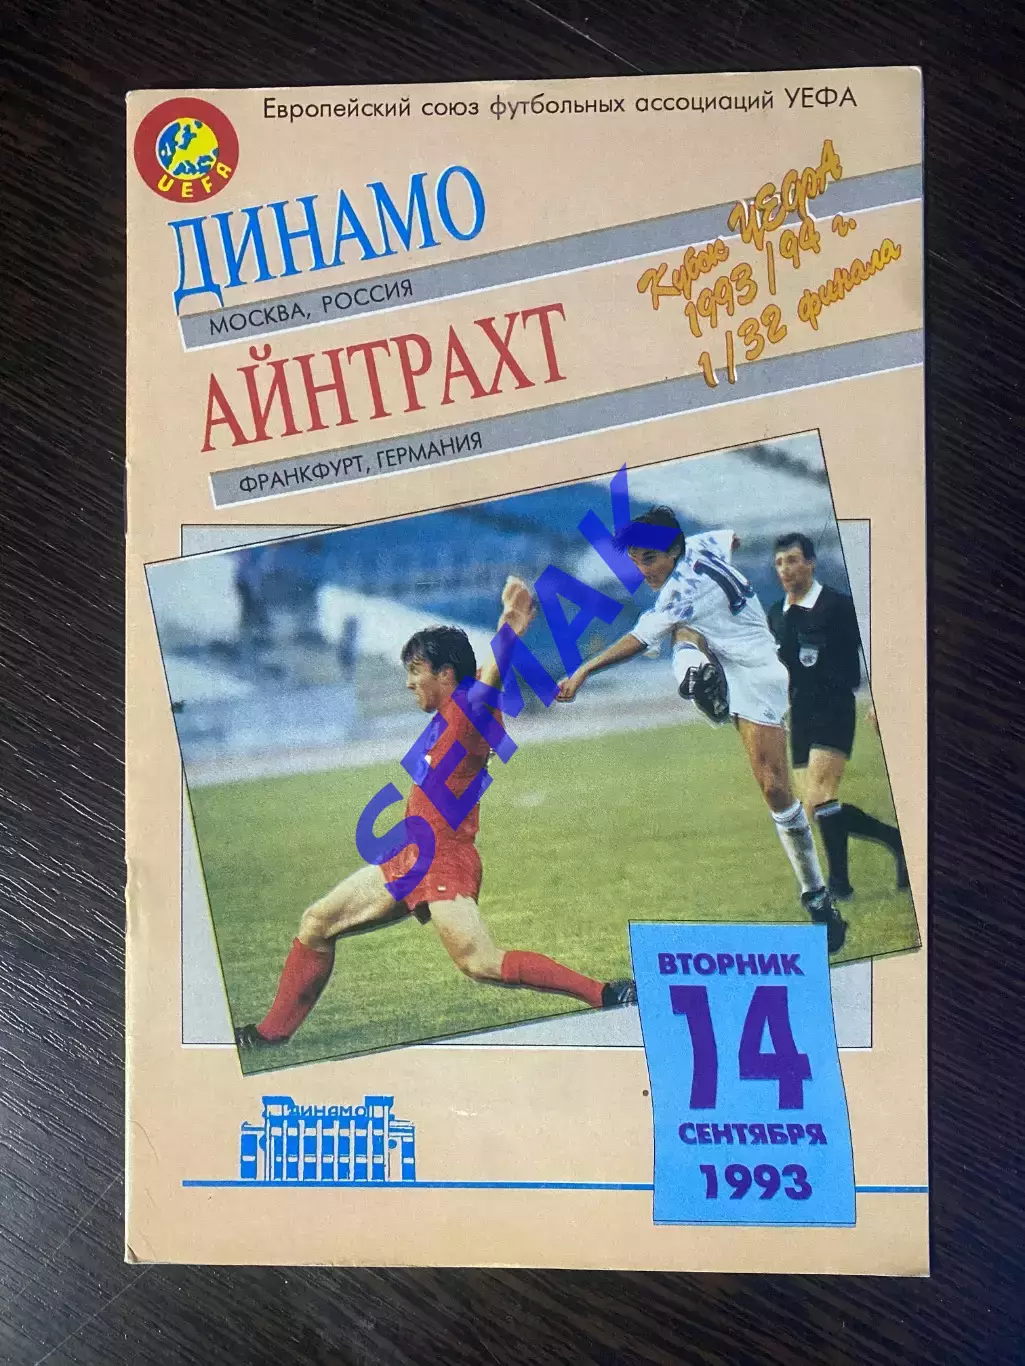 Европейский союз футбольных ассоциаций УЕФА
UEFA
ДИНАМО
МОСКВА, РОССИЯ
Кубок УЕФА
1993/94 г.
1/32 финала
АЙНТРАХТ
ФРАНКФУРТ, ГЕРМАНИЯ
SEMAK
ВТОРНИК
14
СЕНТЯБРЯ
1993
ДИНАМО